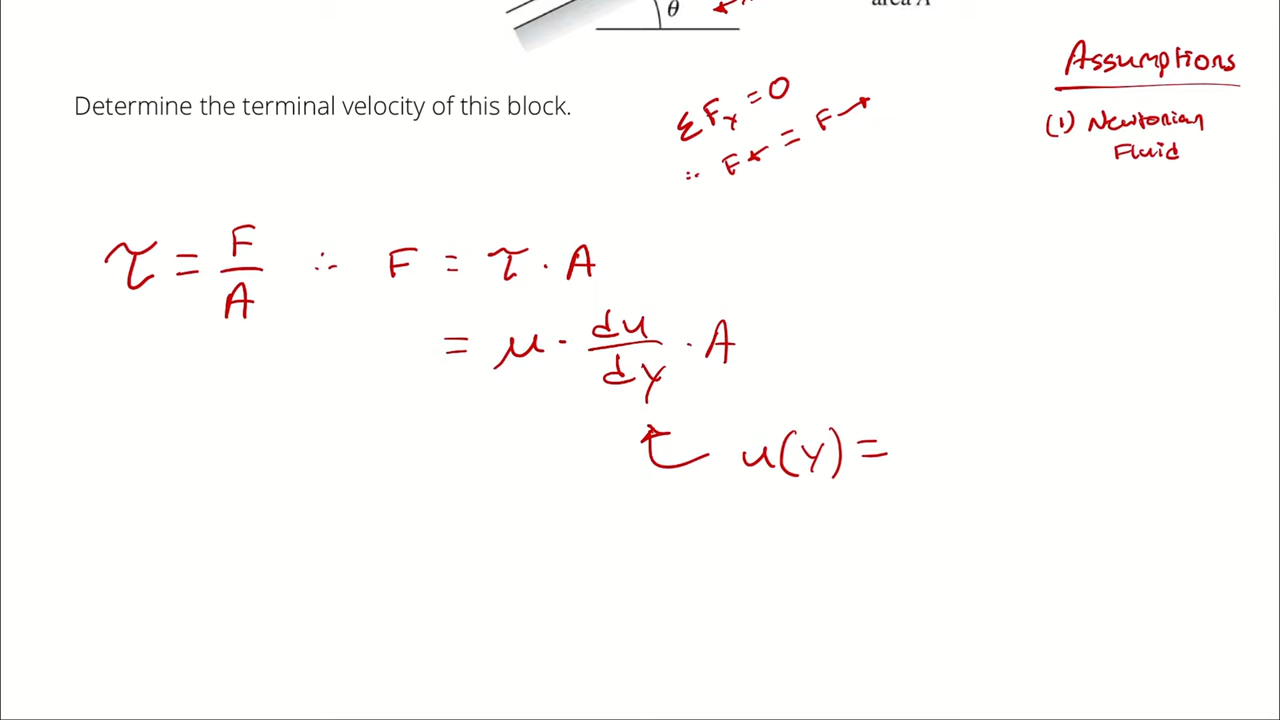 θ
area A
Assumptions
Determine the terminal velocity of this block.
ΣFₓ = 0
∴ F↙ = F↗
(1) Newtonian
Fluid
τ = F/A ∴ F = τ · A
= μ · du/dy · A
u(y) =